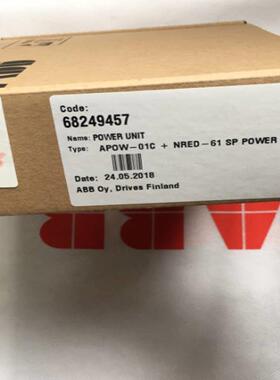 Code:
68249457
Name: POWER UNIT
Type: APOW-01C + NRED-61 SP POWER
Date: 24.05.2018
ABB Oy, Drives Finland
ABB